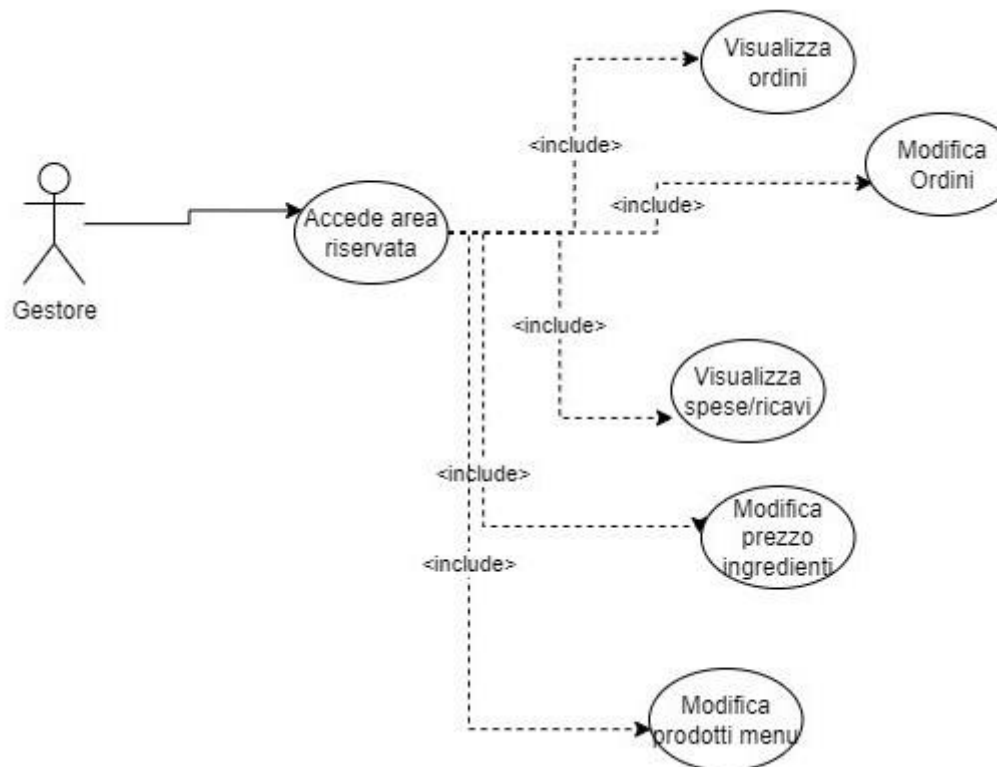 Visualizza
ordini
<include>
Modifica
Ordini
<include>
Accede area
riservata
Gestore
<include>
Visualizza
spese/ricavi
<include>
Modifica
prezzo
ingredienti
<include>
Modifica
prodotti menu